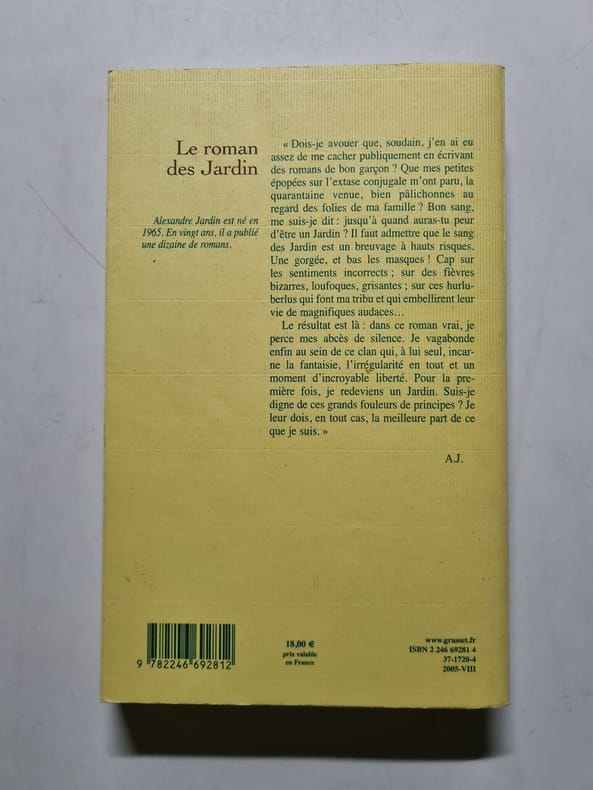 Le roman
des Jardin
Alexandre Jardin est né en
1965. En vingt ans, il a publié
une dizaine de romans.
« Dois-je avouer que, soudain, j'en ai eu
assez de me cacher publiquement en écrivant
des romans de bon garçon ? Que mes petites
épopées sur l'extase conjugale m'ont paru, la
quarantaine venue, bien pâlichonnes au
regard des folies de ma famille ? Bon sang,
me suis-je dit : jusqu'à quand auras-tu peur
d'être un Jardin ? Il faut admettre que le sang
des Jardin est un breuvage à hauts risques.
Une gorgée, et bas les masques ! Cap sur
les sentiments incorrects ; sur des fièvres
bizarres, loufoques, grisantes ; sur ces hurlu-
berlus qui font ma tribu et qui embellirent leur
vie de magnifiques audaces…
Le résultat est là : dans ce roman vrai, je
perce mes abcès de silence. Je vagabonde
enfin au sein de ce clan qui, à lui seul, incar-
ne la fantaisie, l'irrégularité en tout et un
moment d'incroyable liberté. Pour la pre-
mière fois, je redeviens un Jardin. Suis-je
digne de ces grands fouleurs de principes ? Je
leur dois, en tout cas, la meilleure part de ce
que je suis. »
A.J.
9 782246 692812
18,00 €
prix valable
en France
www.grasset.fr
ISBN 2 246 69281 4
37-1720-4
2005-VIII